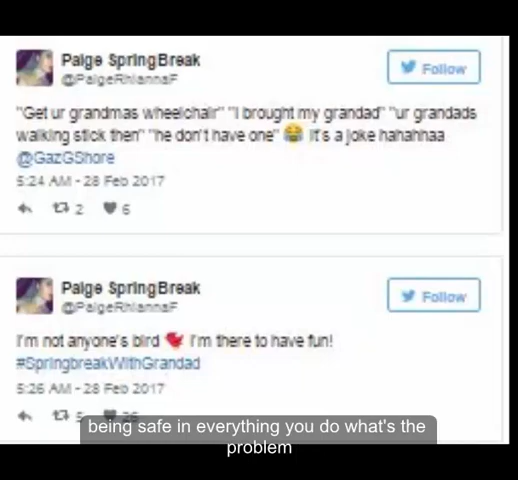 Paige SpringBreak
@PaigeRhiannaF
Follow
"Get ur grandmas wheelchair" "I brought my grandad" "ur grandads
walking stick then" "he don't have one" 😂 It's a joke hahahhaa
@GazGShore
5:24 AM - 28 Feb 2017
2 6
Paige SpringBreak
@PaigeRhiannaF
Follow
I'm not anyone's bird 🐦 I'm there to have fun!
#SpringbreakWithGrandad
5:26 AM - 28 Feb 2017
being safe in everything you do what's the
problem